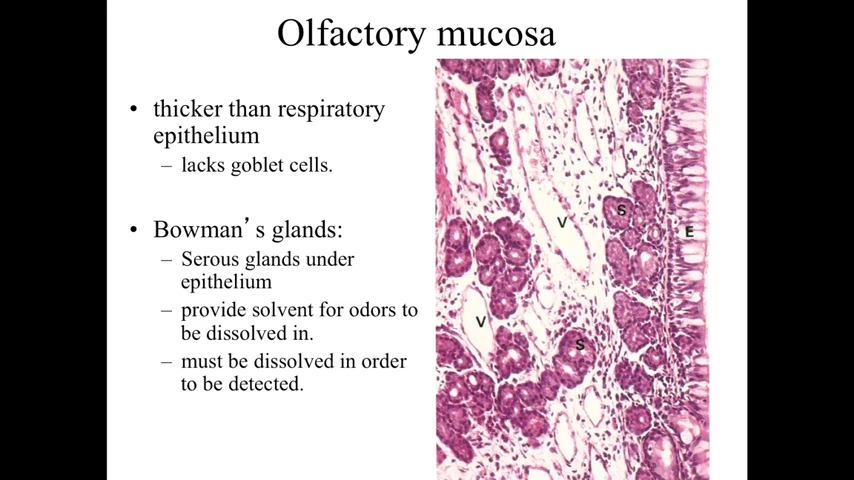 Olfactory mucosa
• thicker than respiratory
epithelium
– lacks goblet cells.
• Bowman's glands:
– Serous glands under
epithelium
– provide solvent for odors to
be dissolved in.
– must be dissolved in order
to be detected.
S
V
E
V
S